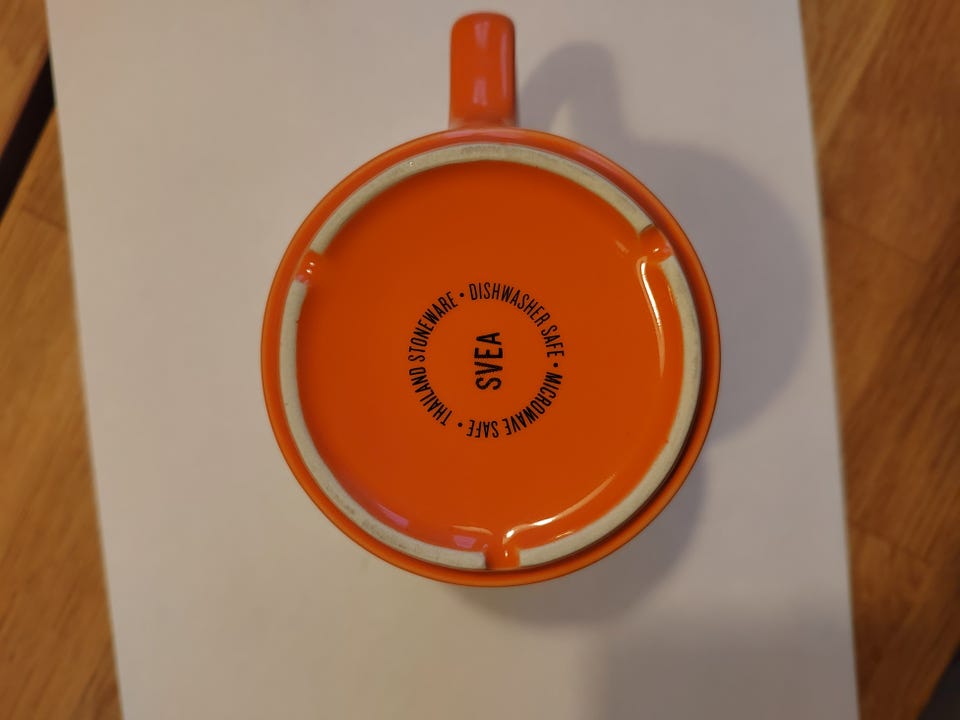 DISHWASHER SAFE • MICROWAVE SAFE • THAILAND STONEWARE •
SVEA